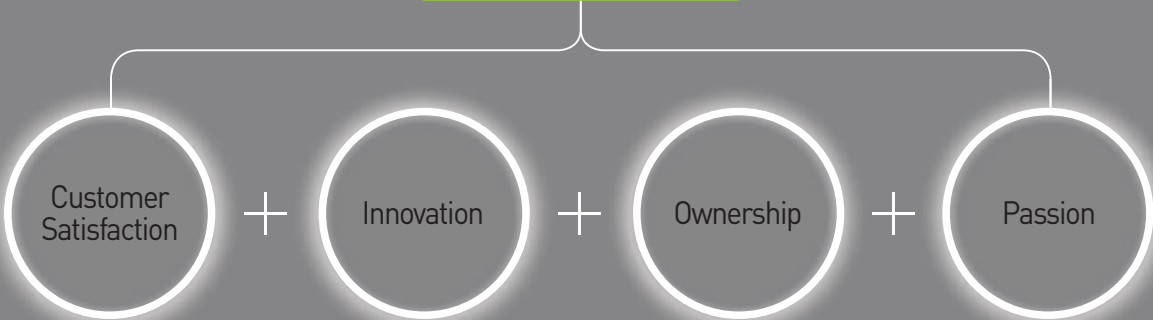 Customer
Satisfaction
Innovation
Ownership
Passion